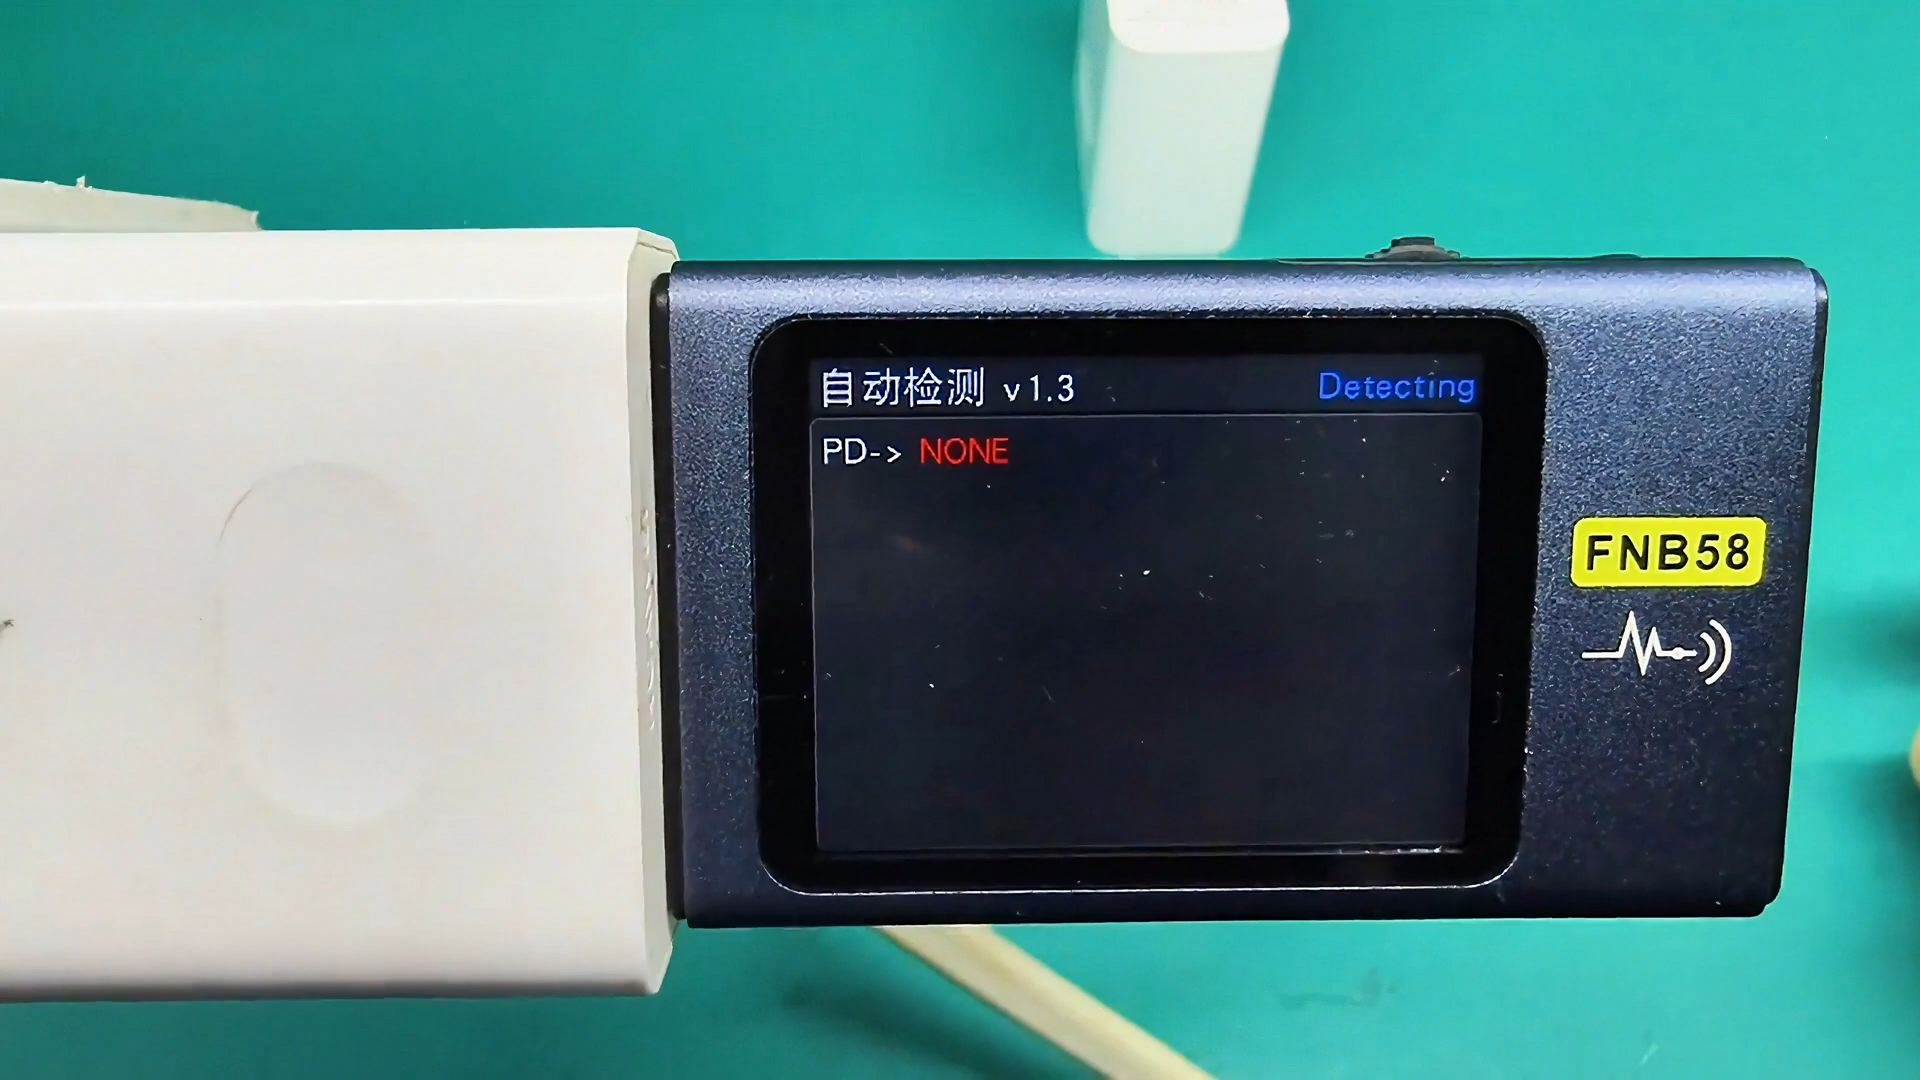 自动检测 v1.3 Detecting
PD-> NONE
FNB58